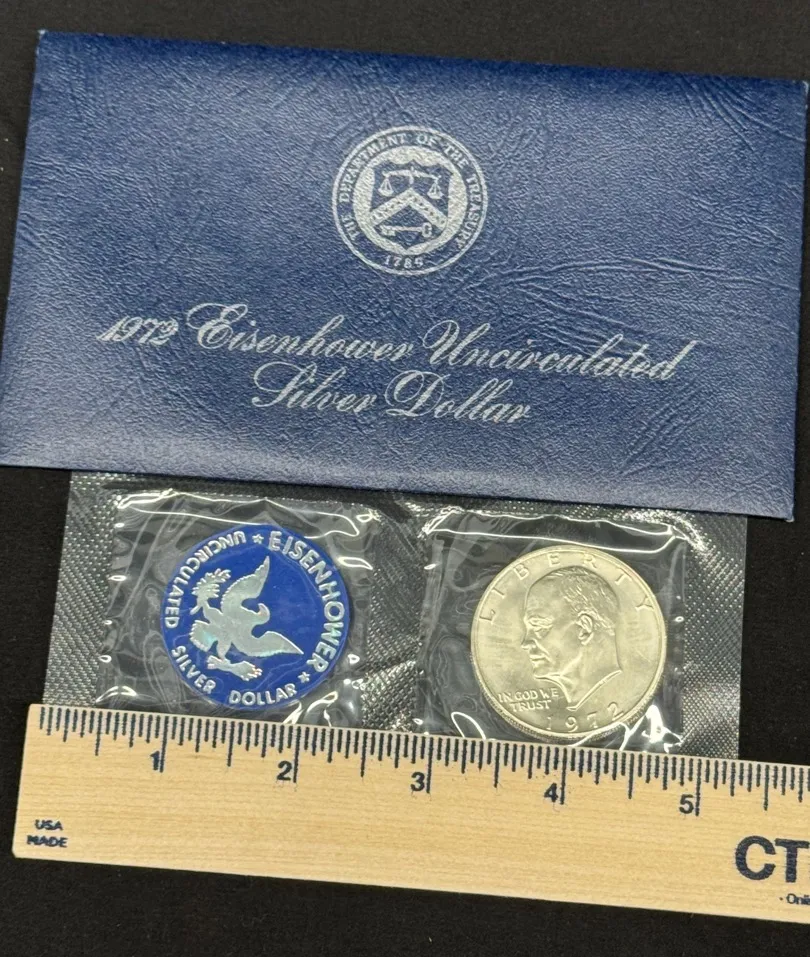 THE DEPARTMENT OF THE TREASURY
1789
1972 Eisenhower Uncirculated
Silver Dollar
EISENHOWER
UNCIRCULATED
SILVER DOLLAR
LIBERTY
IN GOD WE
TRUST
1972
1 2 3 4 5
USA
MADE